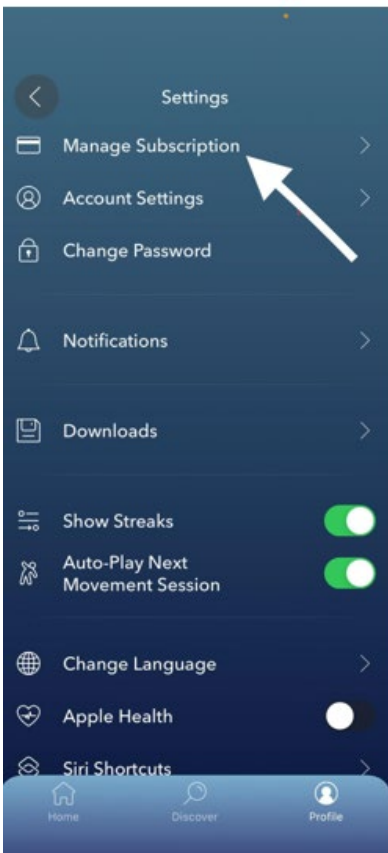 Settings
Manage Subscription
Account Settings
Change Password
Notifications
Downloads
Show Streaks
Auto-Play Next
Movement Session
Change Language
Apple Health
Siri Shortcuts
Home
Discover
Profile